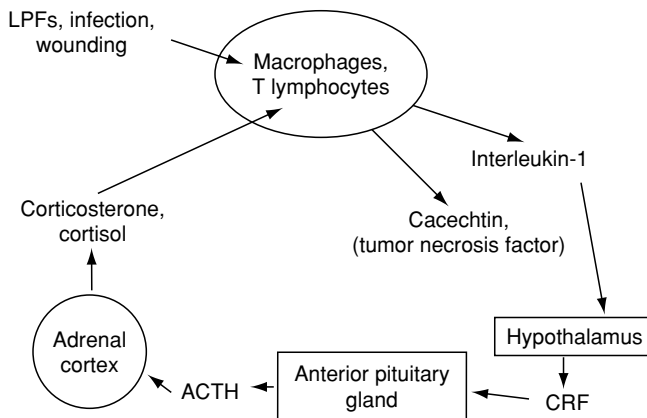 LPFs, infection,
wounding
Macrophages,
T lymphocytes
Interleukin-1
Cacechtin,
(tumor necrosis factor)
Corticosterone,
cortisol
Hypothalamus
Adrenal
cortex
Anterior pituitary
gland
ACTH
CRF